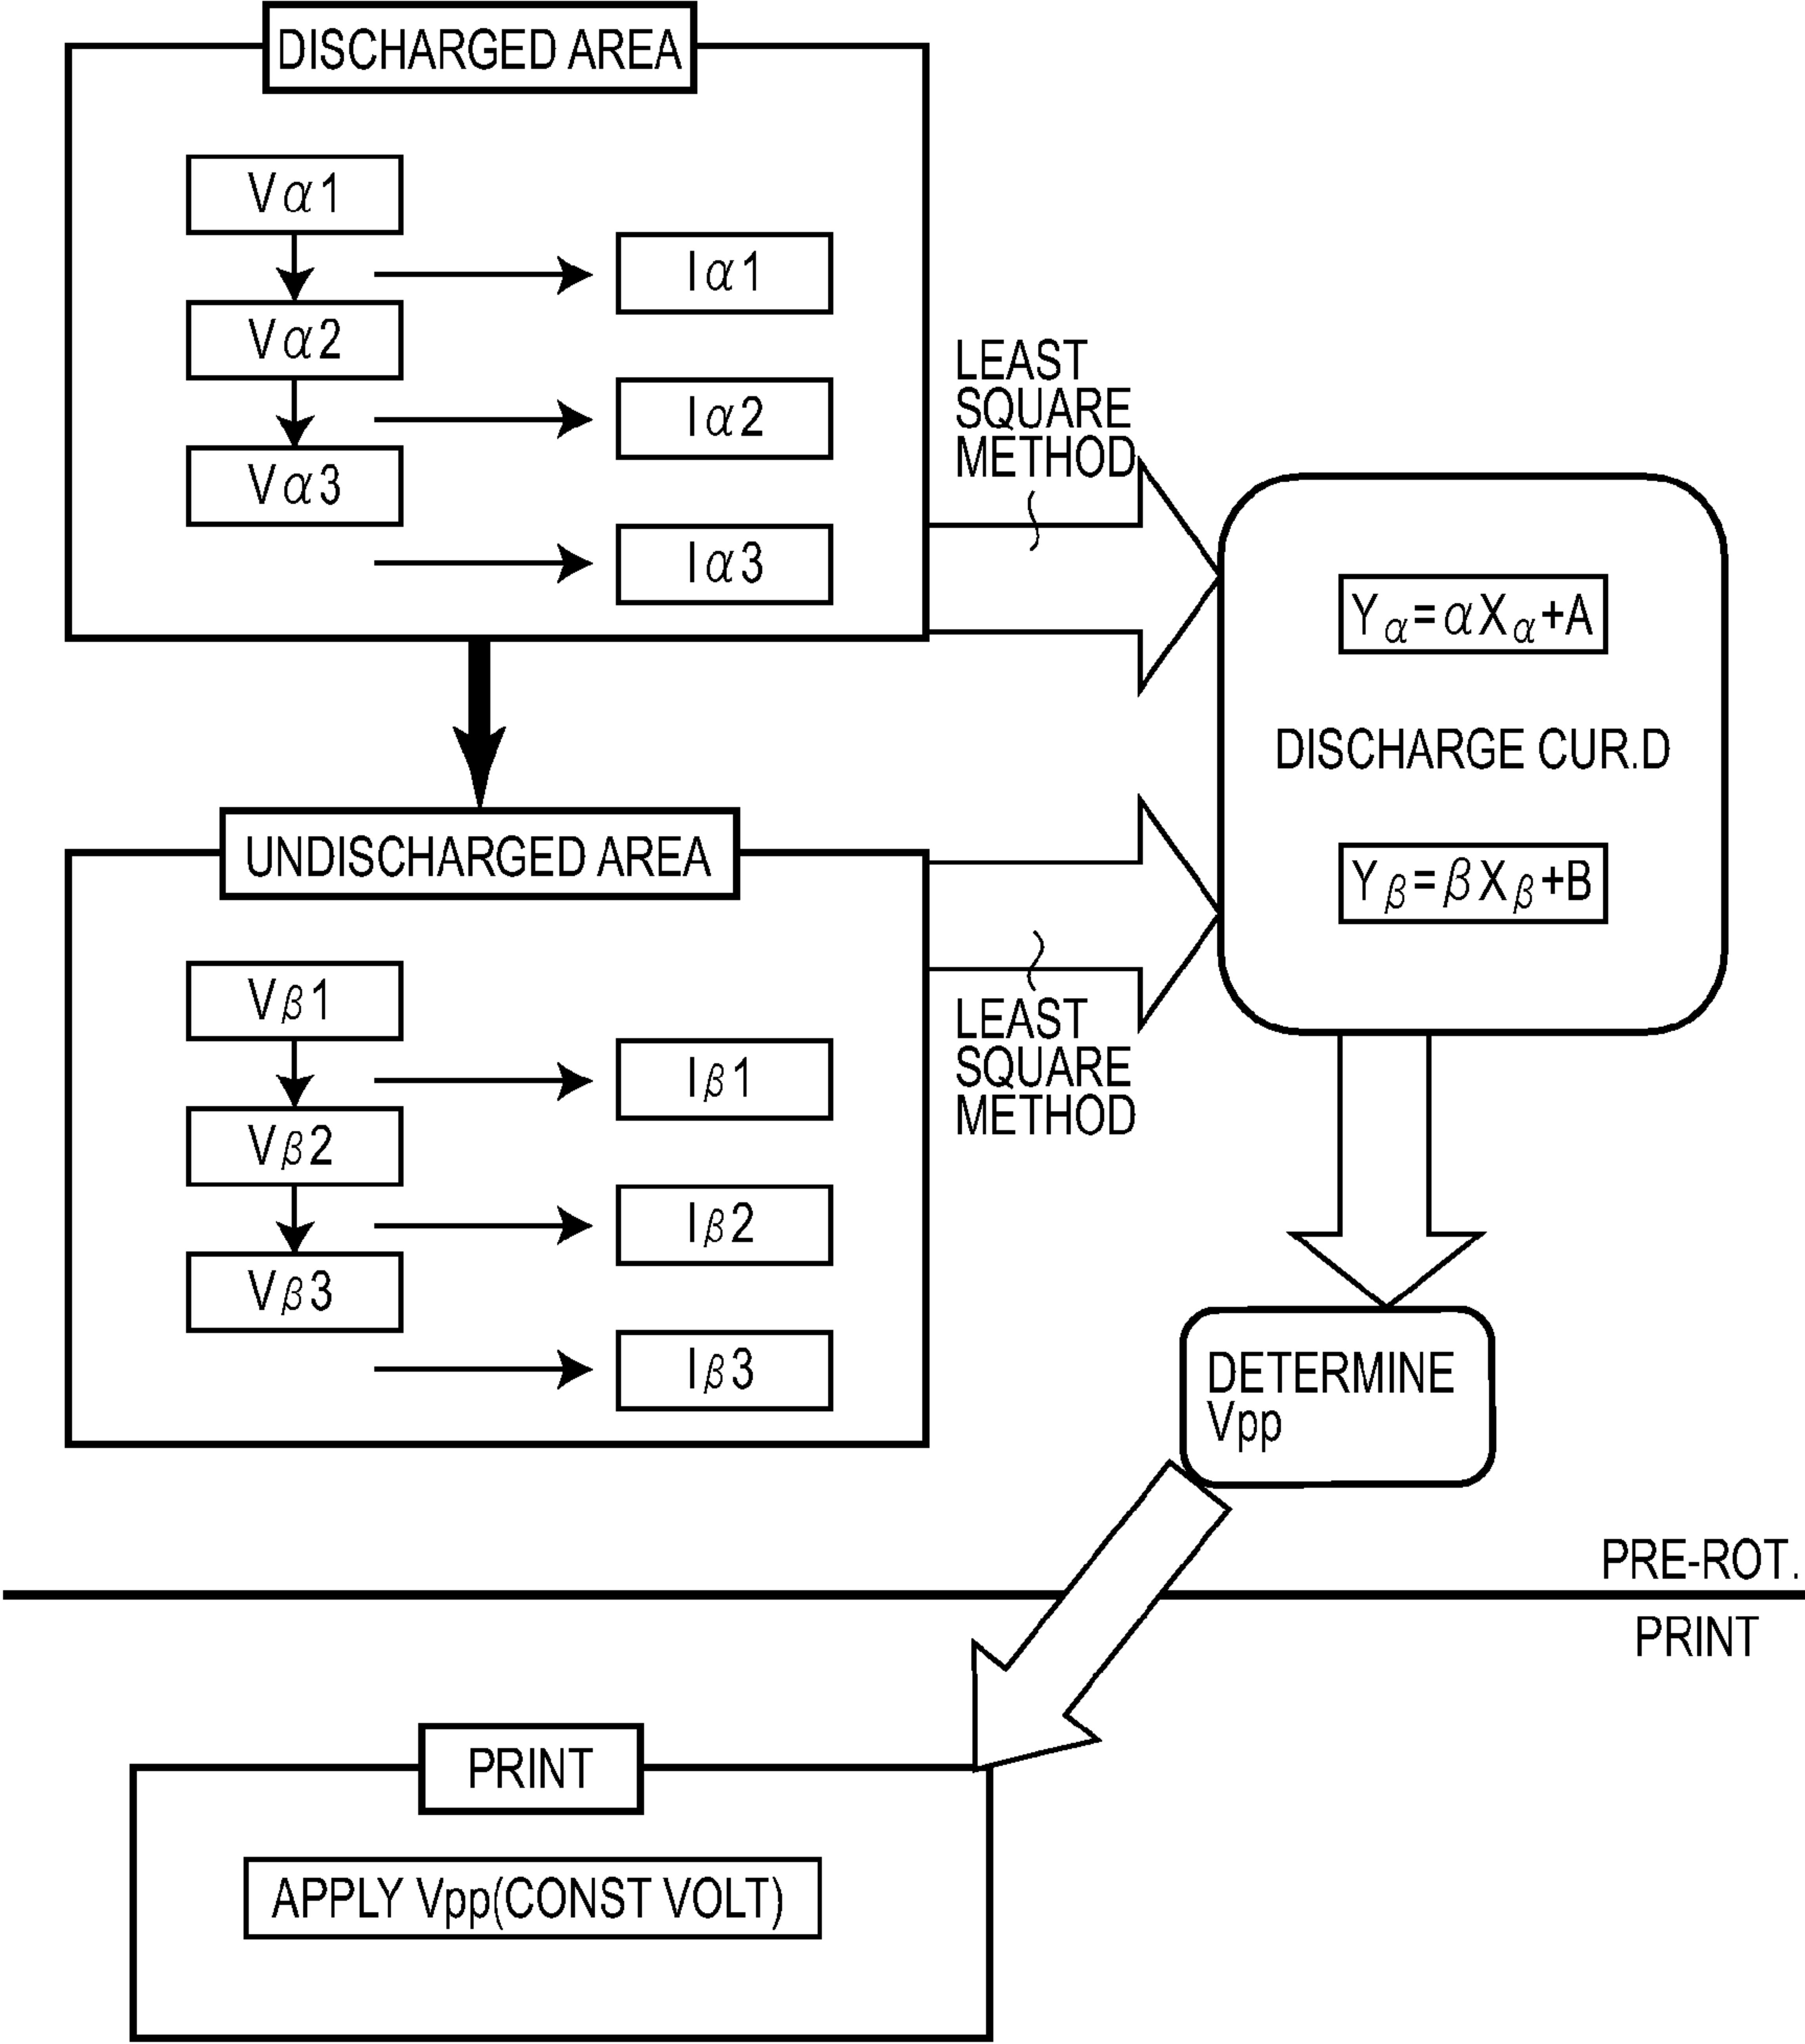 DISCHARGED AREA
Vα1
Iα1
Vα2
Iα2
Vα3
Iα3
LEAST
SQUARE
METHOD
Yα=αXα+A
DISCHARGE CUR.D
Yβ=βXβ+B
UNDISCHARGED AREA
Vβ1
Iβ1
Vβ2
Iβ2
Vβ3
Iβ3
LEAST
SQUARE
METHOD
DETERMINE
Vpp
PRE-ROT.
PRINT
PRINT
APPLY Vpp(CONST VOLT)